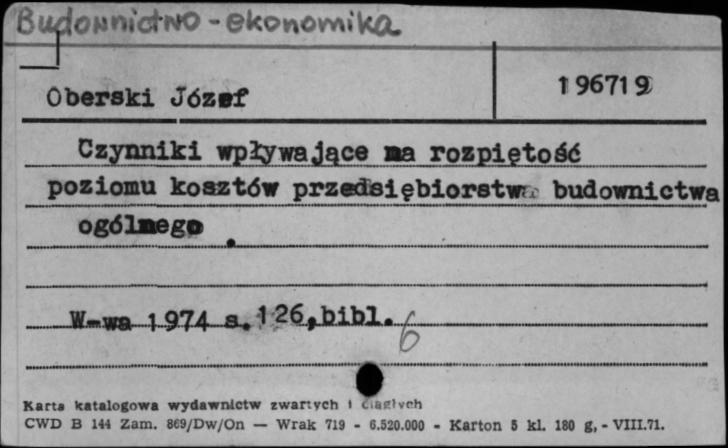 Budownictwo - ekonomika
Oberski Józef
196719
Czynniki wpływające na rozpiętość
poziomu kosztów przedsiębiorstwa budownictwa
ogólnego.
W-wa 1974 s.126,bibl.6
Karta katalogowa wydawnictw zwartych i ciągłych
CWD B 144 Zam. 869/Dw/On — Wrak 719 - 6.520.000 - Karton 5 kl. 180 g, - VIII.71.